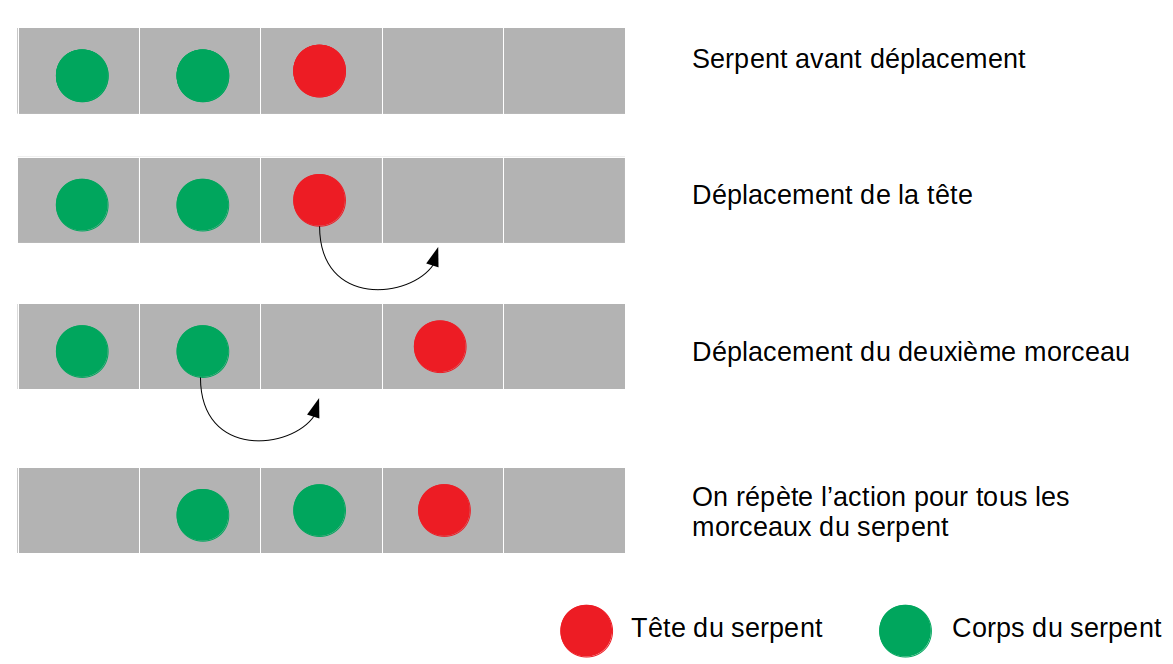 Serpent avant déplacement
Déplacement de la tête
Déplacement du deuxième morceau
On répète l’action pour tous les
morceaux du serpent
Tête du serpent
Corps du serpent